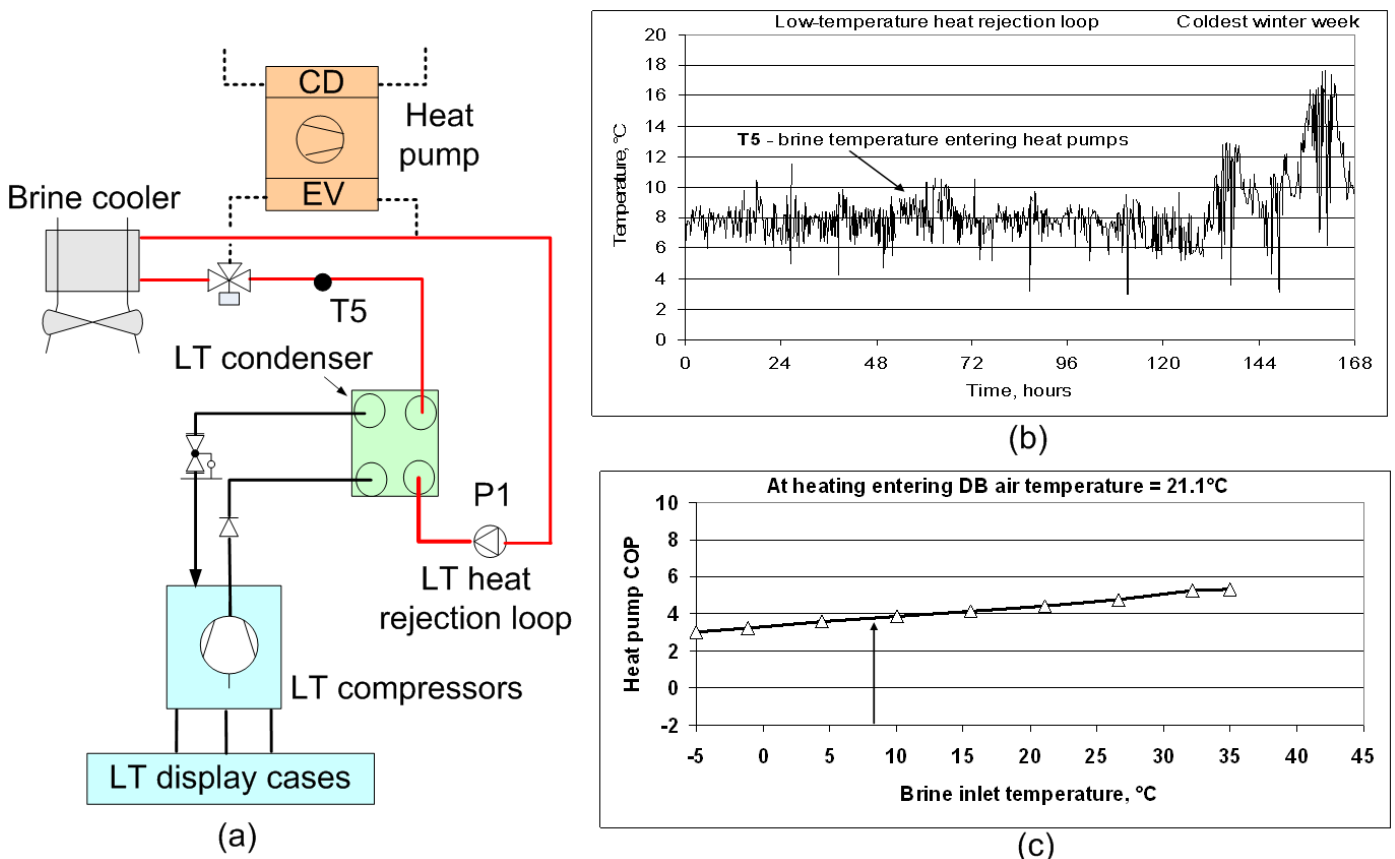 CD
Heat
pump
EV
Brine cooler
T5
LT condenser
P1
LT heat
rejection loop
LT compressors
LT display cases
(a)
Low-temperature heat rejection loop Coldest winter week
Temperature, °C
20
18
16
14
12
10
8
6
4
2
0
T5 - brine temperature entering heat pumps
0 24 48 72 96 120 144 168
Time, hours
(b)
At heating entering DB air temperature = 21.1°C
Heat pump COP
10
8
6
4
2
0
-2
-5 0 5 10 15 20 25 30 35 40 45
Brine inlet temperature, °C
(c)